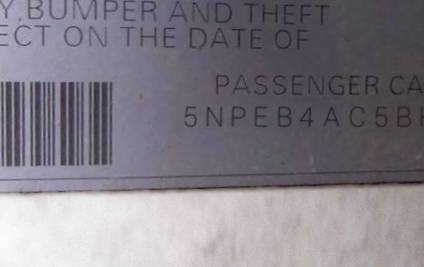 Y, BUMPER AND THEFT
ECT ON THE DATE OF
PASSENGER CA
5NPEB4AC5B